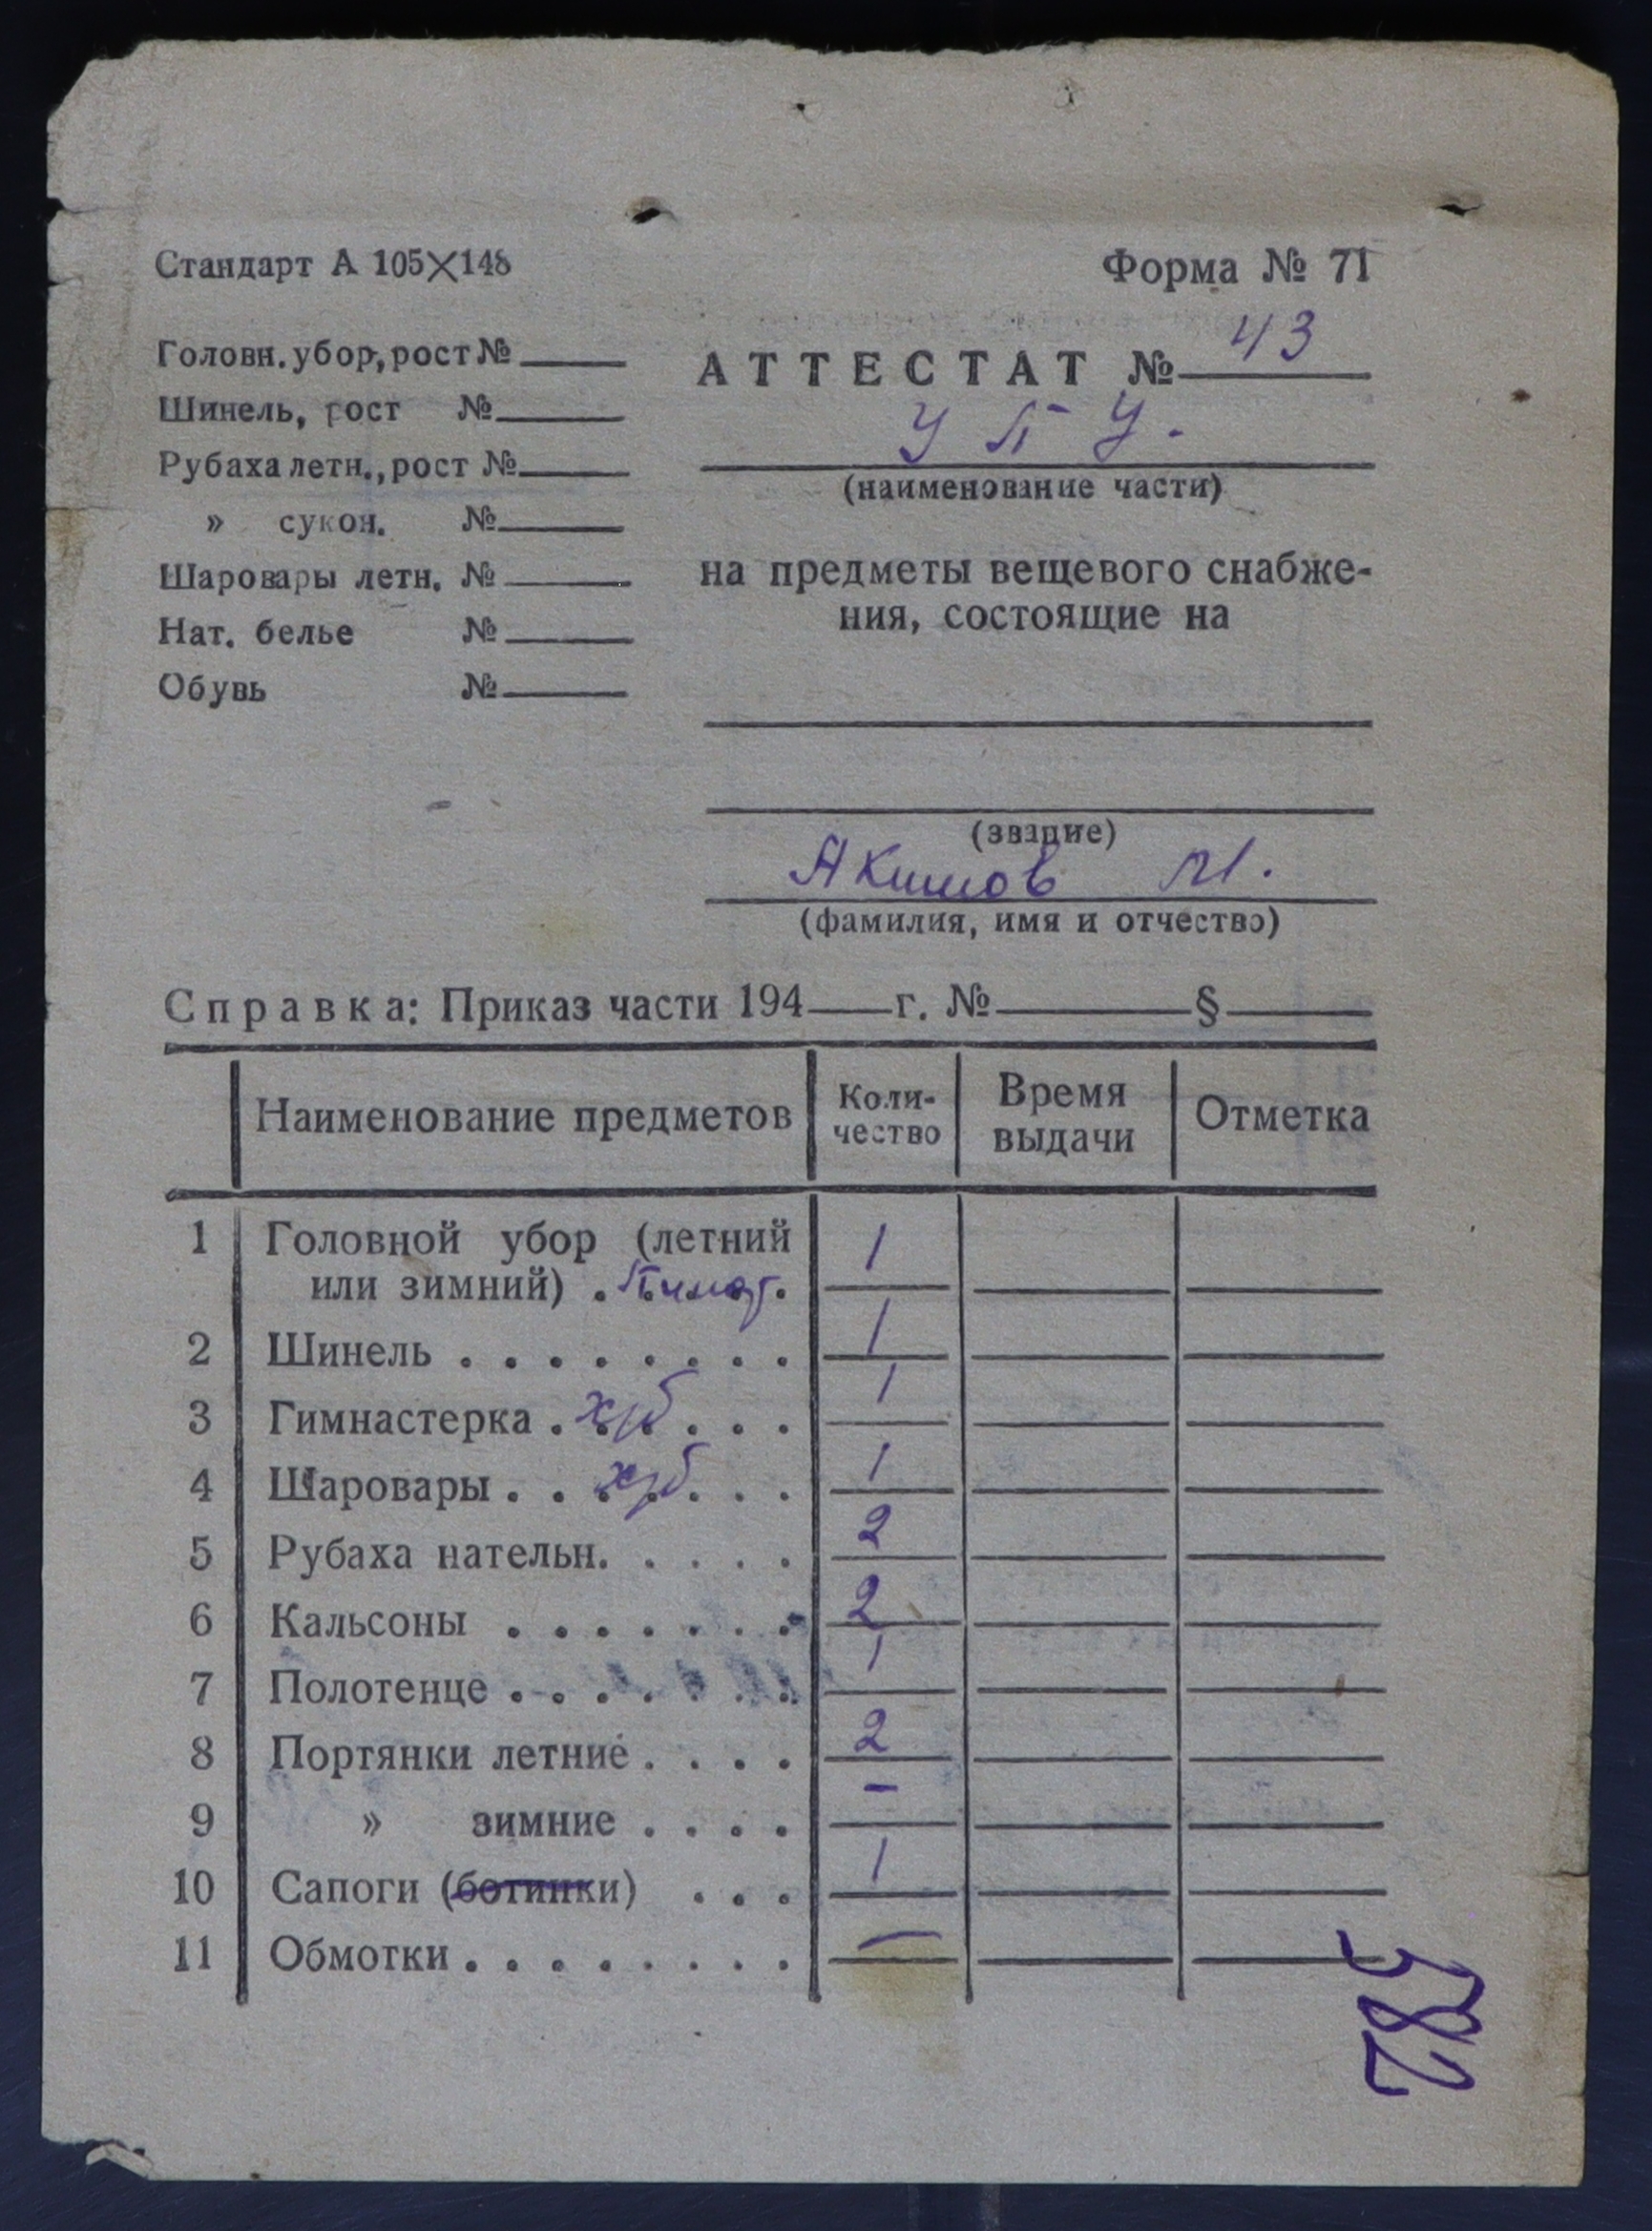 Стандарт А 105×148
Форма № 71
Головн. убор, рост №
Шинель, рост №
Рубаха летн., рост №
» сукон. №
Шаровары летн. №
Нат. белье №
Обувь №
АТТЕСТАТ № 43
У П У.
(наименование части)
на предметы вещевого снабже-
ния, состоящие на
(звание)
Акимов И.
(фамилия, имя и отчество)
Справка: Приказ части 194 г. № §
Наименование предметов
Коли-
чество
Время
выдачи
Отметка
1 Головной убор (летний 1
или зимний) . Пилот.
2 Шинель . . . . . . . . 1
3 Гимнастерка . х/б . . . 1
4 Шаровары . . х/б . . . 1
5 Рубаха нательн. . . . . 2
6 Кальсоны . . . . . . . 2
7 Полотенце . . . . . . . 1
8 Портянки летние . . . . 2
9 » зимние . . . . –
10 Сапоги (ботинки) . . . 1
11 Обмотки . . . . . . . . –